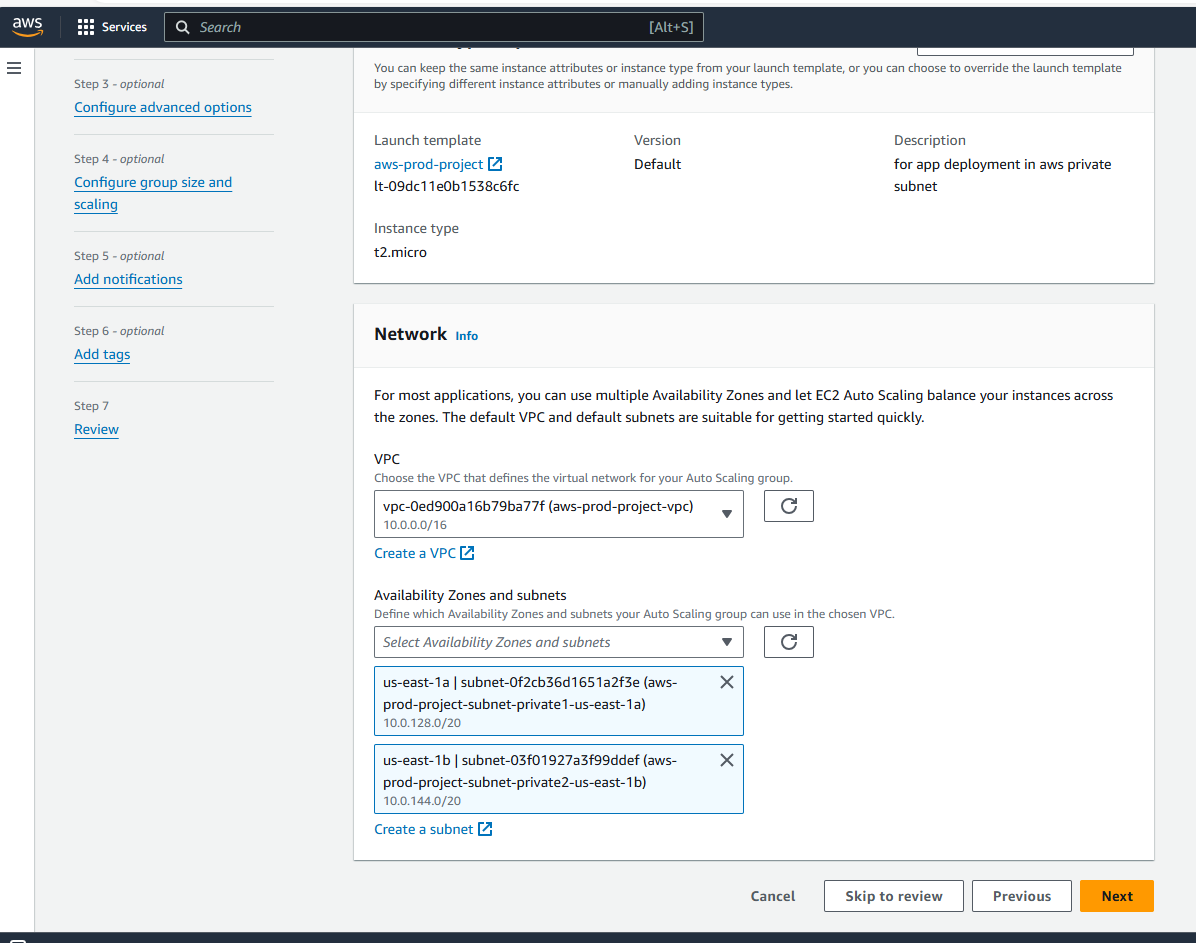 aws
Services
Search
[Alt+S]
Step 3 - optional
Configure advanced options
Step 4 - optional
Configure group size and
scaling
Step 5 - optional
Add notifications
Step 6 - optional
Add tags
Step 7
Review
You can keep the same instance attributes or instance type from your launch template, or you can choose to override the launch template
by specifying different instance attributes or manually adding instance types.
Launch template
aws-prod-project
lt-09dc11e0b1538c6fc
Version
Default
Description
for app deployment in aws private
subnet
Instance type
t2.micro
Network Info
For most applications, you can use multiple Availability Zones and let EC2 Auto Scaling balance your instances across
the zones. The default VPC and default subnets are suitable for getting started quickly.
VPC
Choose the VPC that defines the virtual network for your Auto Scaling group.
vpc-0ed900a16b79ba77f (aws-prod-project-vpc)
10.0.0.0/16
Create a VPC
Availability Zones and subnets
Define which Availability Zones and subnets your Auto Scaling group can use in the chosen VPC.
Select Availability Zones and subnets
us-east-1a | subnet-0f2cb36d1651a2f3e (aws-
prod-project-subnet-private1-us-east-1a)
10.0.128.0/20
us-east-1b | subnet-03f01927a3f99ddef (aws-
prod-project-subnet-private2-us-east-1b)
10.0.144.0/20
Create a subnet
Cancel
Skip to review
Previous
Next